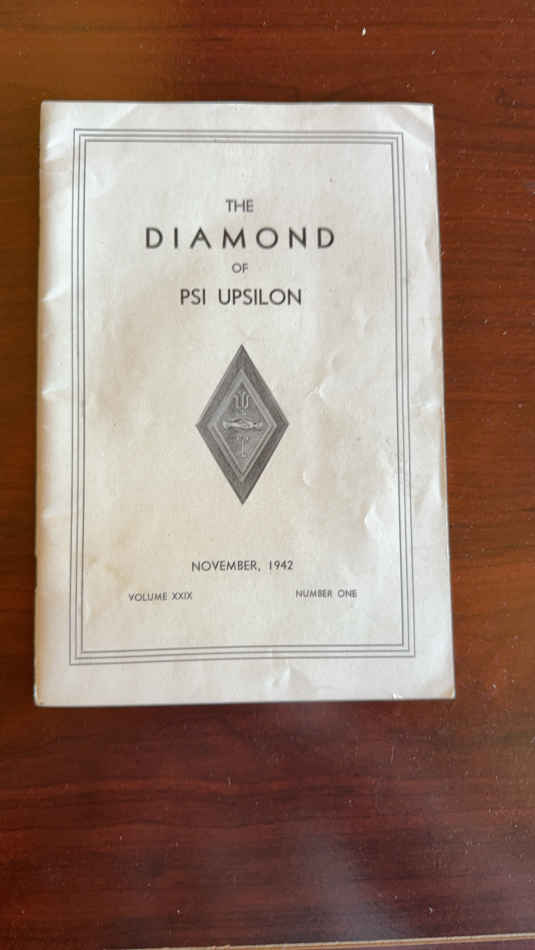 THE
DIAMOND
OF
PSI UPSILON
Ψ
Υ
NOVEMBER, 1942
VOLUME XXIX NUMBER ONE